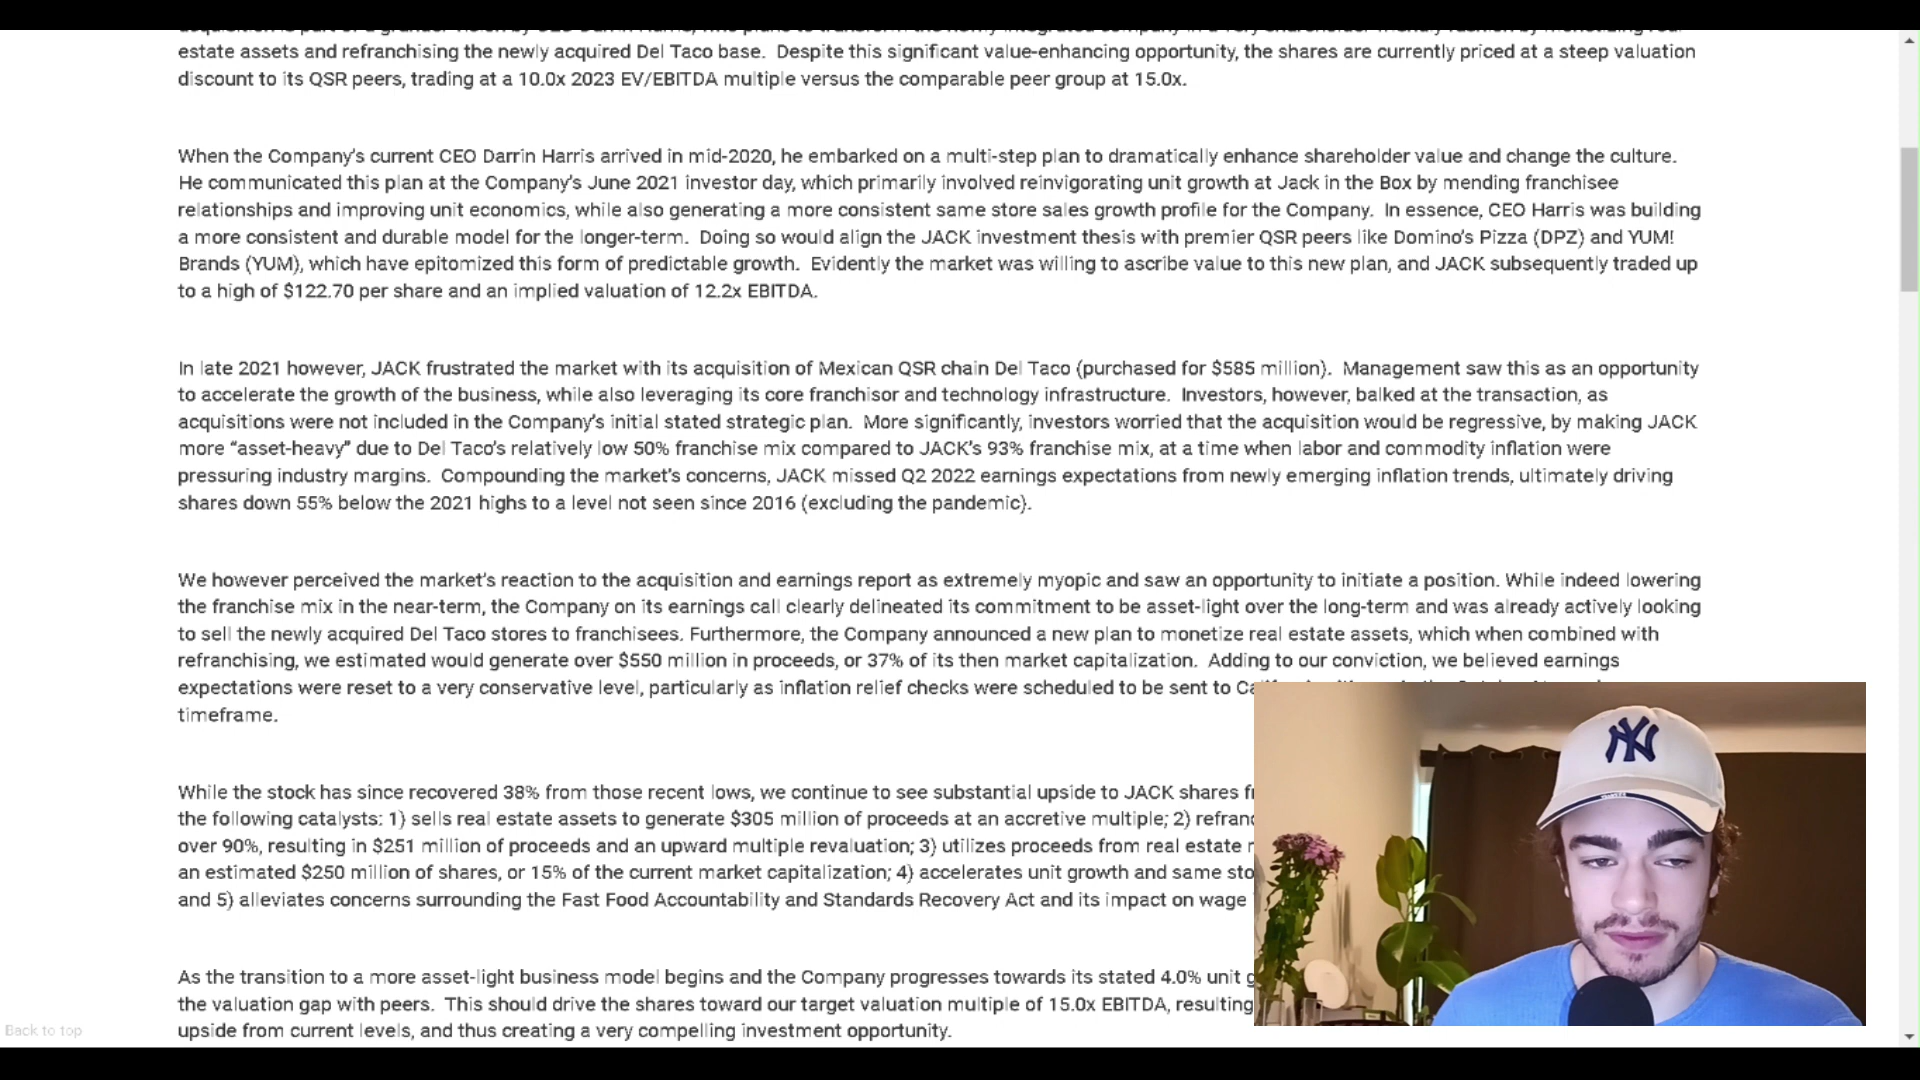 estate assets and refranchising the newly acquired Del Taco base.  Despite this significant value-enhancing opportunity, the shares are currently priced at a steep valuation
discount to its QSR peers, trading at a 10.0x 2023 EV/EBITDA multiple versus the comparable peer group at 15.0x.
When the Company's current CEO Darrin Harris arrived in mid-2020, he embarked on a multi-step plan to dramatically enhance shareholder value and change the culture.
He communicated this plan at the Company's June 2021 investor day, which primarily involved reinvigorating unit growth at Jack in the Box by mending franchisee
relationships and improving unit economics, while also generating a more consistent same store sales growth profile for the Company.  In essence, CEO Harris was building
a more consistent and durable model for the longer-term.  Doing so would align the JACK investment thesis with premier QSR peers like Domino's Pizza (DPZ) and YUM!
Brands (YUM), which have epitomized this form of predictable growth.  Evidently the market was willing to ascribe value to this new plan, and JACK subsequently traded up
to a high of $122.70 per share and an implied valuation of 12.2x EBITDA.
In late 2021 however, JACK frustrated the market with its acquisition of Mexican QSR chain Del Taco (purchased for $585 million).  Management saw this as an opportunity
to accelerate the growth of the business, while also leveraging its core franchisor and technology infrastructure.  Investors, however, balked at the transaction, as
acquisitions were not included in the Company's initial stated strategic plan.  More significantly, investors worried that the acquisition would be regressive, by making JACK
more “asset-heavy” due to Del Taco's relatively low 50% franchise mix compared to JACK's 93% franchise mix, at a time when labor and commodity inflation were
pressuring industry margins.  Compounding the market's concerns, JACK missed Q2 2022 earnings expectations from newly emerging inflation trends, ultimately driving
shares down 55% below the 2021 highs to a level not seen since 2016 (excluding the pandemic).
We however perceived the market's reaction to the acquisition and earnings report as extremely myopic and saw an opportunity to initiate a position. While indeed lowering
the franchise mix in the near-term, the Company on its earnings call clearly delineated its commitment to be asset-light over the long-term and was already actively looking
to sell the newly acquired Del Taco stores to franchisees. Furthermore, the Company announced a new plan to monetize real estate assets, which when combined with
refranchising, we estimated would generate over $550 million in proceeds, or 37% of its then market capitalization.  Adding to our conviction, we believed earnings
expectations were reset to a very conservative level, particularly as inflation relief checks were scheduled to be sent to
timeframe.
While the stock has since recovered 38% from those recent lows, we continue to see substantial upside to JACK shares
the following catalysts: 1) sells real estate assets to generate $305 million of proceeds at an accretive multiple; 2)
over 90%, resulting in $251 million of proceeds and an upward multiple revaluation; 3) utilizes proceeds from real estate
an estimated $250 million of shares, or 15% of the current market capitalization; 4) accelerates unit growth and same
and 5) alleviates concerns surrounding the Fast Food Accountability and Standards Recovery Act and its impact on wage
As the transition to a more asset-light business model begins and the Company progresses towards its stated 4.0% unit
the valuation gap with peers.  This should drive the shares toward our target valuation multiple of 15.0x EBITDA, resulting
upside from current levels, and thus creating a very compelling investment opportunity.
Back to top
NY